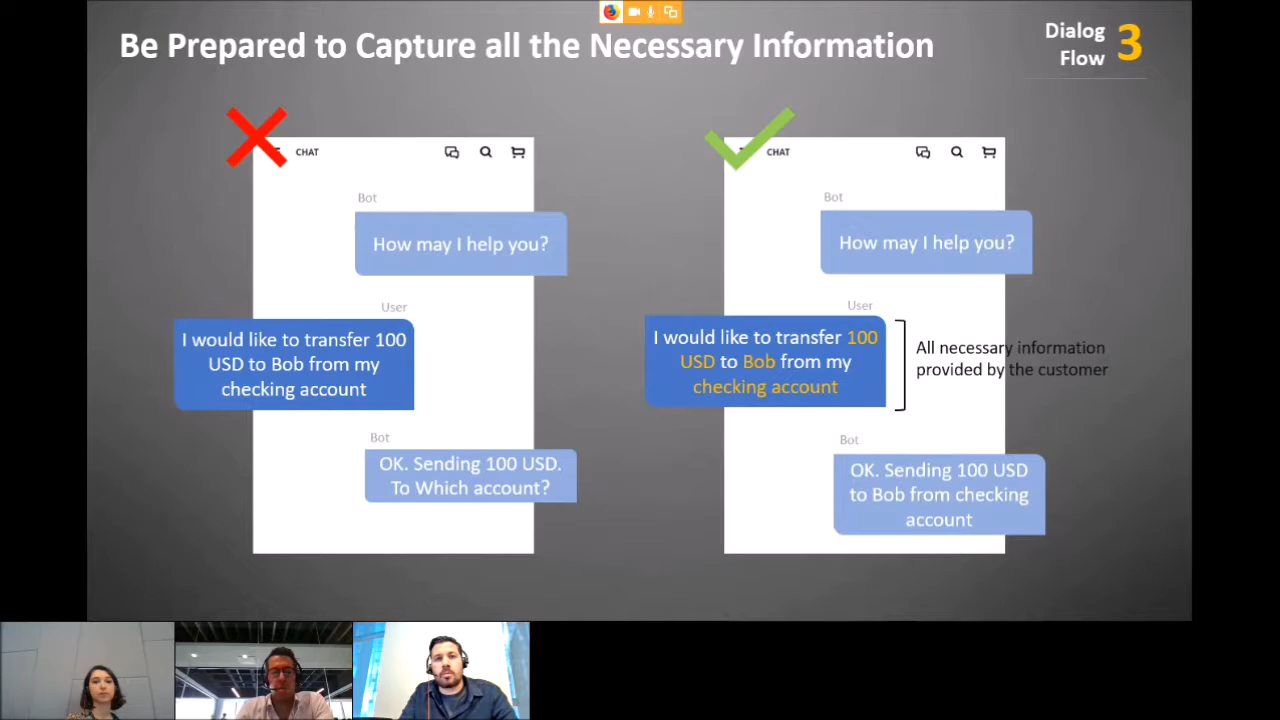 Be Prepared to Capture all the Necessary Information
Dialog
Flow
3
CHAT
Bot
How may I help you?
User
I would like to transfer 100
USD to Bob from my
checking account
Bot
OK. Sending 100 USD.
To Which account?
CHAT
Bot
How may I help you?
User
I would like to transfer 100
USD to Bob from my
checking account
All necessary information
provided by the customer
Bot
OK. Sending 100 USD
to Bob from checking
account